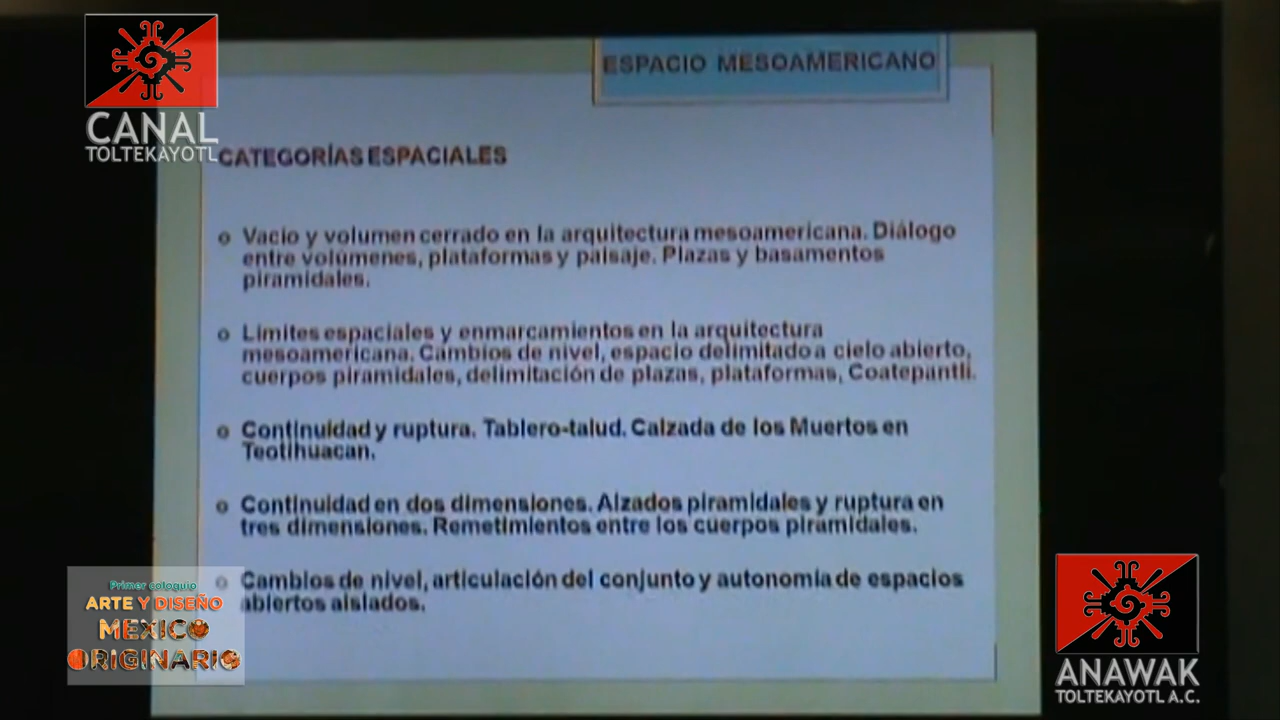 CANAL
TOLTEKAYOTL
ESPACIO MESOAMERICANO
CATEGORÍAS ESPACIALES
Vacío y volumen cerrado en la arquitectura mesoamericana. Diálogo
entre volúmenes, plataformas y paisaje. Plazas y basamentos
piramidales.
Límites espaciales y enmarcamientos en la arquitectura
mesoamericana. Cambios de nivel, espacio delimitado a cielo abierto,
cuerpos piramidales, delimitación de plazas, plataformas, Coatepantli.
Continuidad y ruptura. Tablero-talud. Calzada de los Muertos en
Teotihuacan.
Continuidad en dos dimensiones. Alzados piramidales y ruptura en
tres dimensiones. Remetimientos entre los cuerpos piramidales.
Cambios de nivel, articulación del conjunto y autonomía de espacios
abiertos aislados.
Primer coloquio
ARTE Y DISEÑO
MEXICO
ORIGINARIO
ANAWAK
TOLTEKAYOTL A.C.